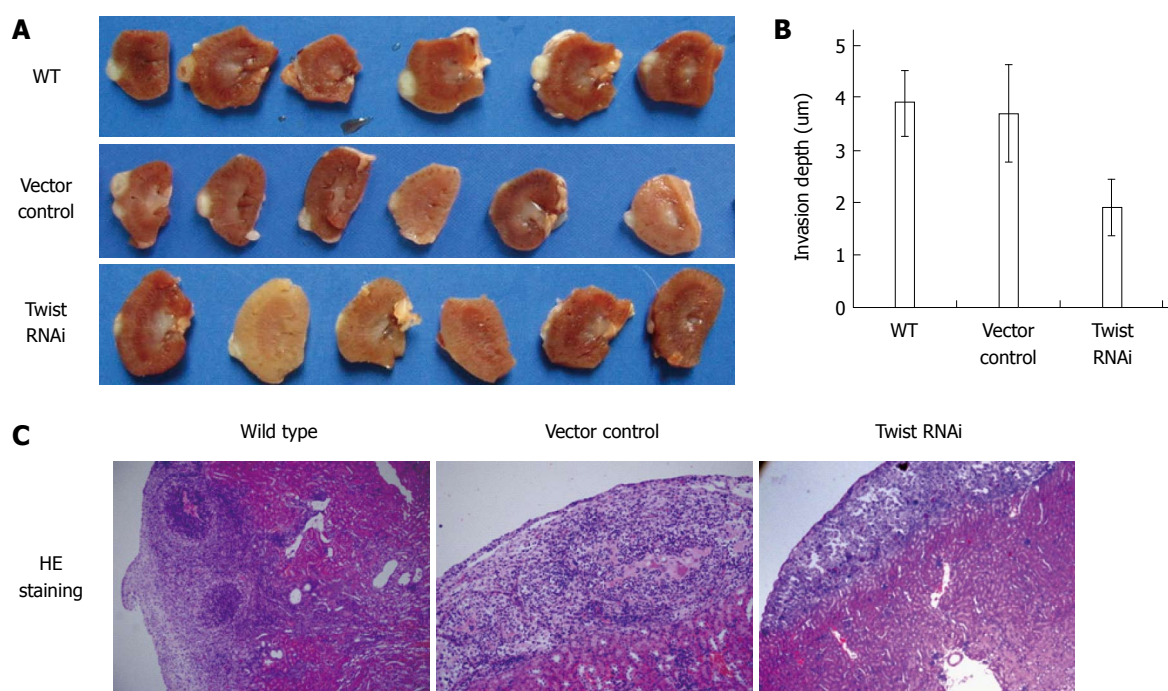 A
WT
Vector
control
Twist
RNAi
B
Invasion depth (um)
5
4
3
2
1
0
WT
Vector
control
Twist
RNAi
C
Wild type
Vector control
Twist RNAi
HE
staining